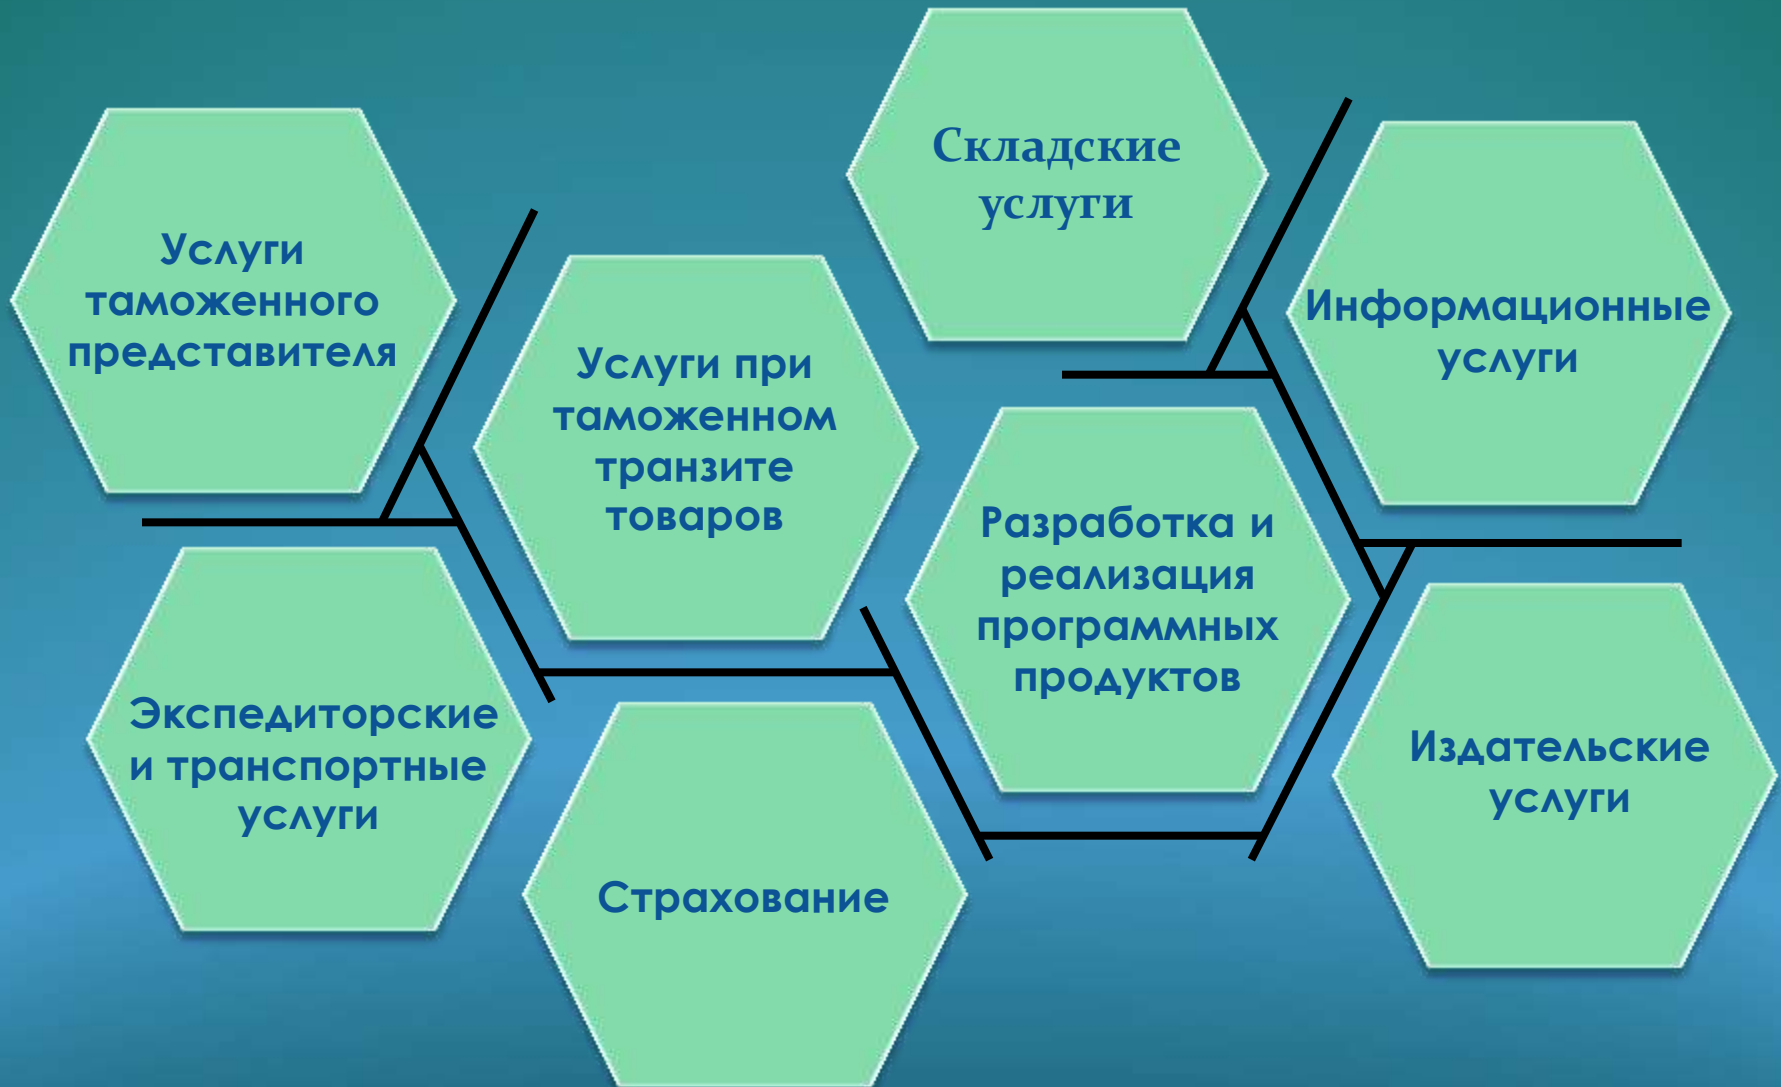 Услуги
таможенного
представителя
Услуги при
таможенном
транзите
товаров
Складские
услуги
Информационные
услуги
Экспедиторские
и транспортные
услуги
Страхование
Разработка и
реализация
программных
продуктов
Издательские
услуги